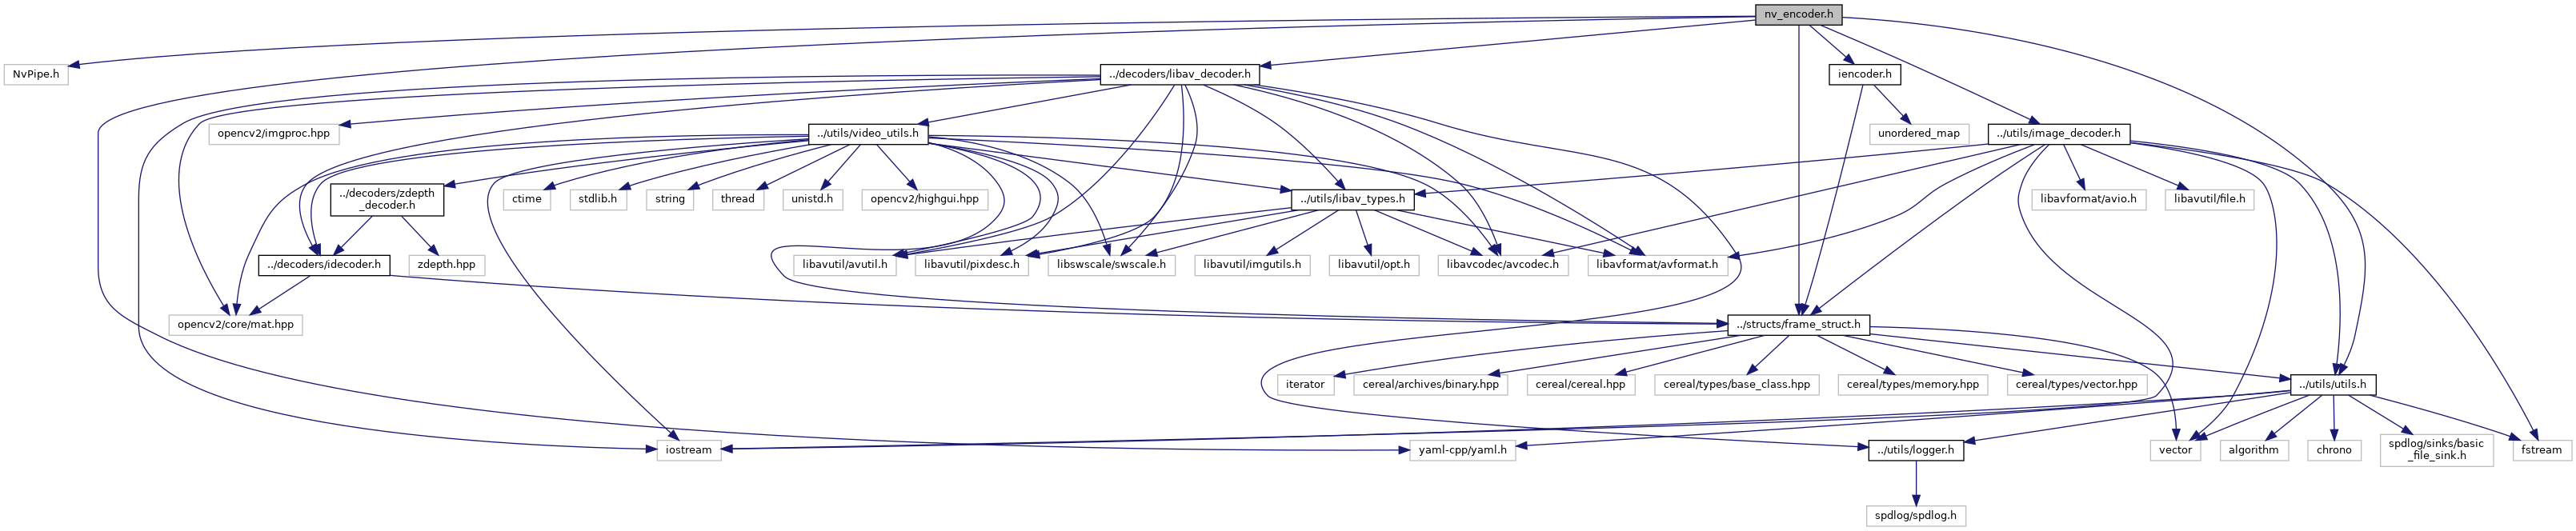 nv_encoder.h
NvPipe.h
../decoders/libav_decoder.h
iencoder.h
opencv2/imgproc.hpp
../utils/video_utils.h
unordered_map
../utils/image_decoder.h
../decoders/zdepth
_decoder.h
ctime
stdlib.h
string
thread
unistd.h
opencv2/highgui.hpp
../utils/libav_types.h
libavformat/avio.h
libavutil/file.h
../decoders/idecoder.h
zdepth.hpp
libavutil/avutil.h
libavutil/pixdesc.h
libswscale/swscale.h
libavutil/imgutils.h
libavutil/opt.h
libavcodec/avcodec.h
libavformat/avformat.h
opencv2/core/mat.hpp
../structs/frame_struct.h
iterator
cereal/archives/binary.hpp
cereal/cereal.hpp
cereal/types/base_class.hpp
cereal/types/memory.hpp
cereal/types/vector.hpp
../utils/utils.h
iostream
yaml-cpp/yaml.h
../utils/logger.h
vector
algorithm
chrono
spdlog/sinks/basic
_file_sink.h
fstream
spdlog/spdlog.h